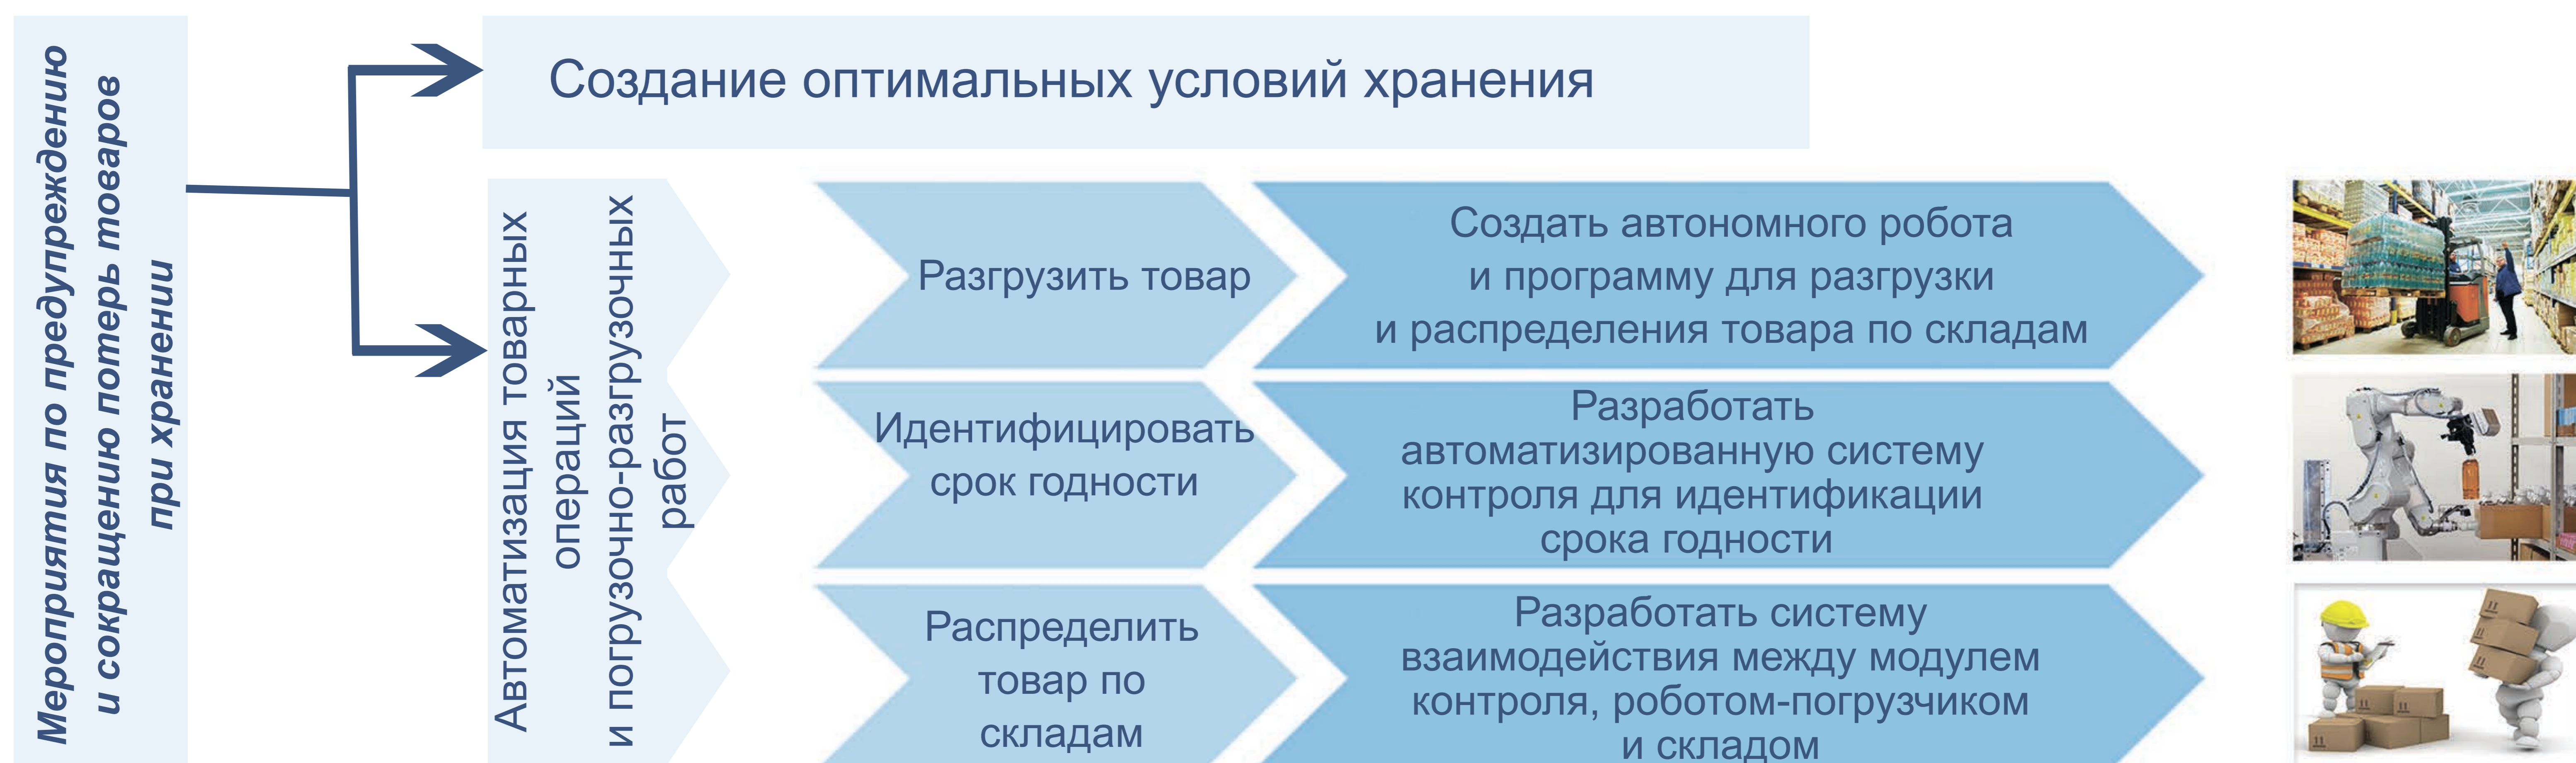 Мероприятия по предупреждению
и сокращению потерь товаров
при хранении
Создание оптимальных условий хранения
Автоматизация товарных
операций
и погрузочно-разгрузочных
работ
Разгрузить товар
Создать автономного робота
и программу для разгрузки
и распределения товара по складам
Идентифицировать
срок годности
Разработать
автоматизированную систему
контроля для идентификации
срока годности
Распределить
товар по
складам
Разработать систему
взаимодействия между модулем
контроля, роботом-погрузчиком
и складом